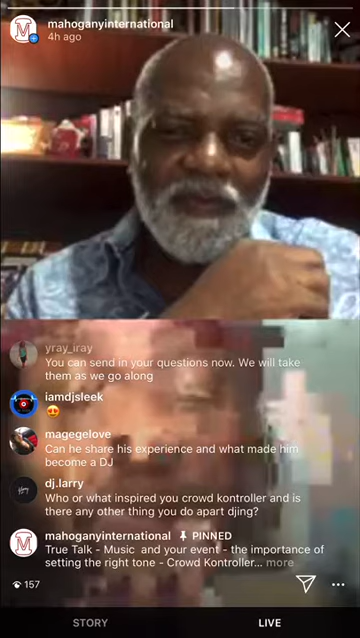 mahoganyinternational
4h ago
yray_iray
You can send in your questions now. We will take
them as we go along
iamdjsleek
😍
magegelove
Can he share his experience and what made him
become a DJ
dj.larry
Who or what inspired you crowd kontroller and is
there any other thing you do apart djing?
mahoganyinternational PINNED
True Talk - Music and your event - the importance of
setting the right tone - Crowd Kontroller... more
157
STORY LIVE